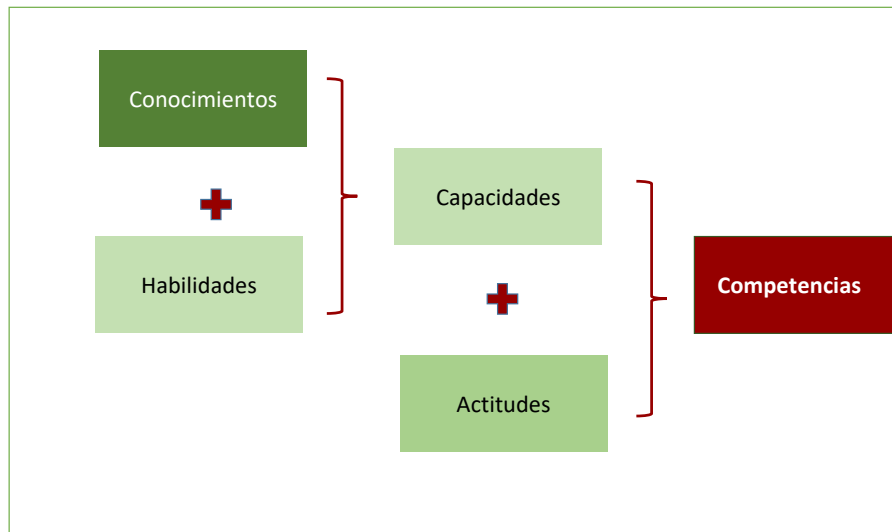 Conocimientos
Habilidades
Capacidades
Actitudes
Competencias